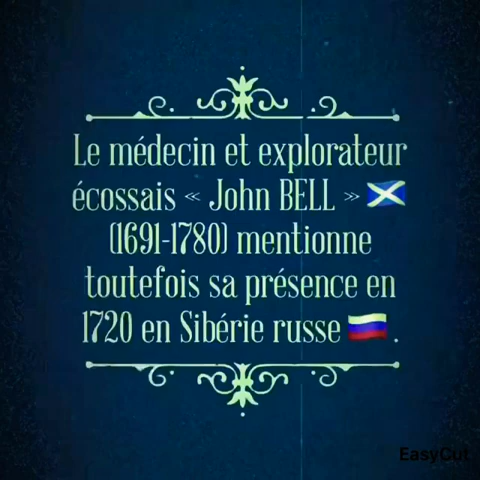 Le médecin et explorateur
écossais « John BELL » 🏴󠁧󠁢󠁳󠁣󠁴󠁿
(1691-1780) mentionne
toutefois sa présence en
1720 en Sibérie russe 🇻🇪 .
EasyCut